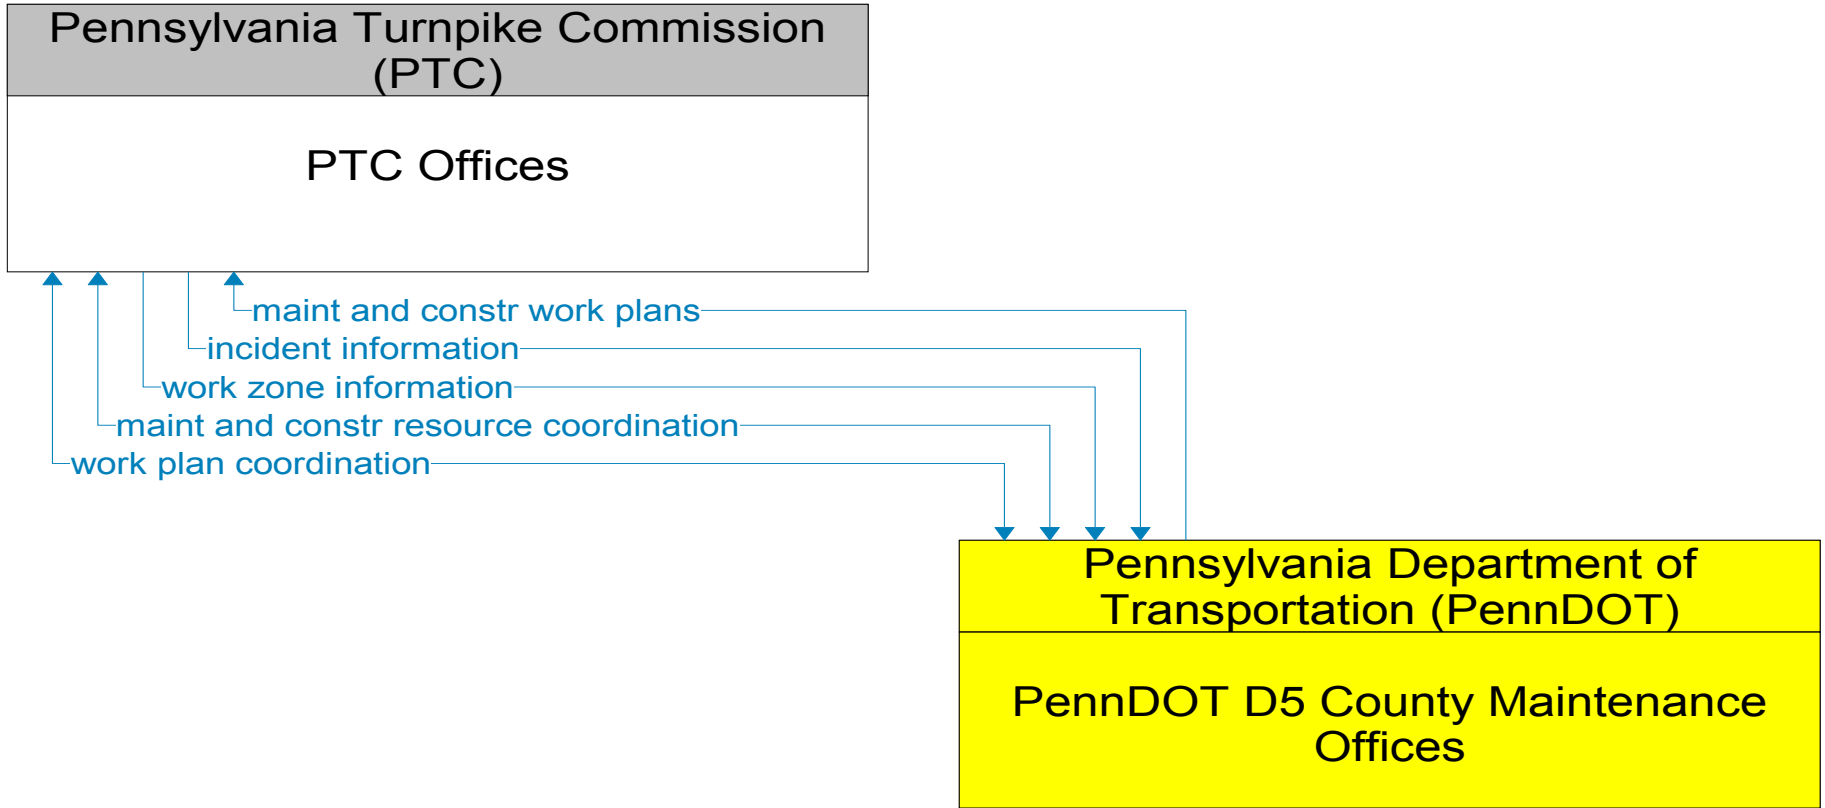 Pennsylvania Turnpike Commission
(PTC)
PTC Offices
maint and constr work plans
incident information
work zone information
maint and constr resource coordination
work plan coordination
Pennsylvania Department of
Transportation (PennDOT)
PennDOT D5 County Maintenance
Offices